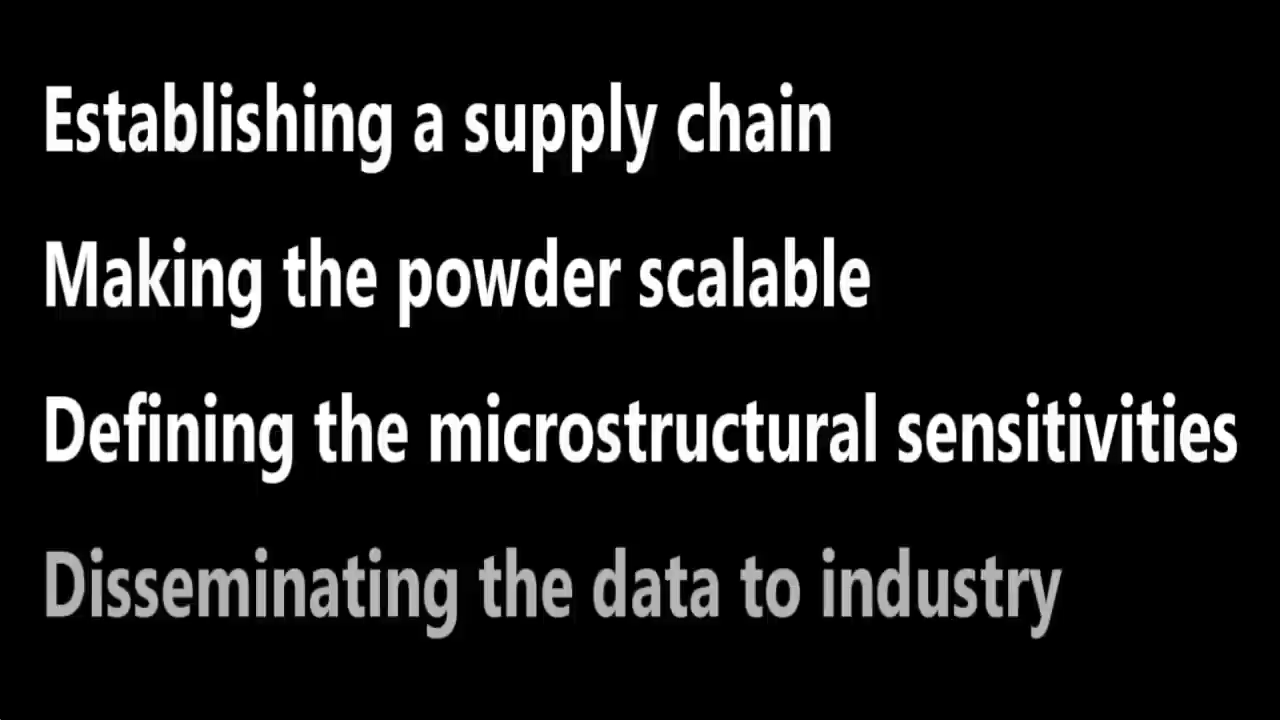 Establishing a supply chain
Making the powder scalable
Defining the microstructural sensitivities
Disseminating the data to industry